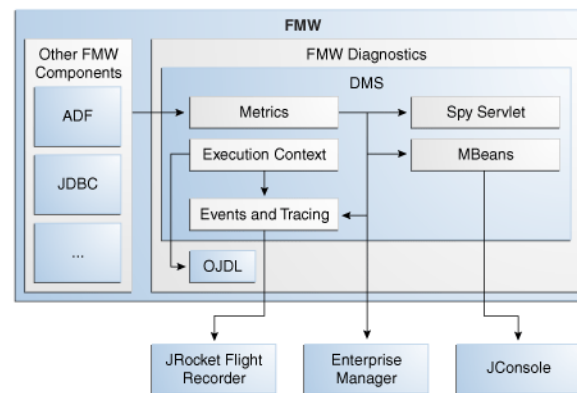 FMW
Other FMW
Components
ADF
JDBC
...
FMW Diagnostics
DMS
Metrics
Spy Servlet
Execution Context
MBeans
Events and Tracing
OJDL
JRocket Flight
Recorder
Enterprise
Manager
JConsole